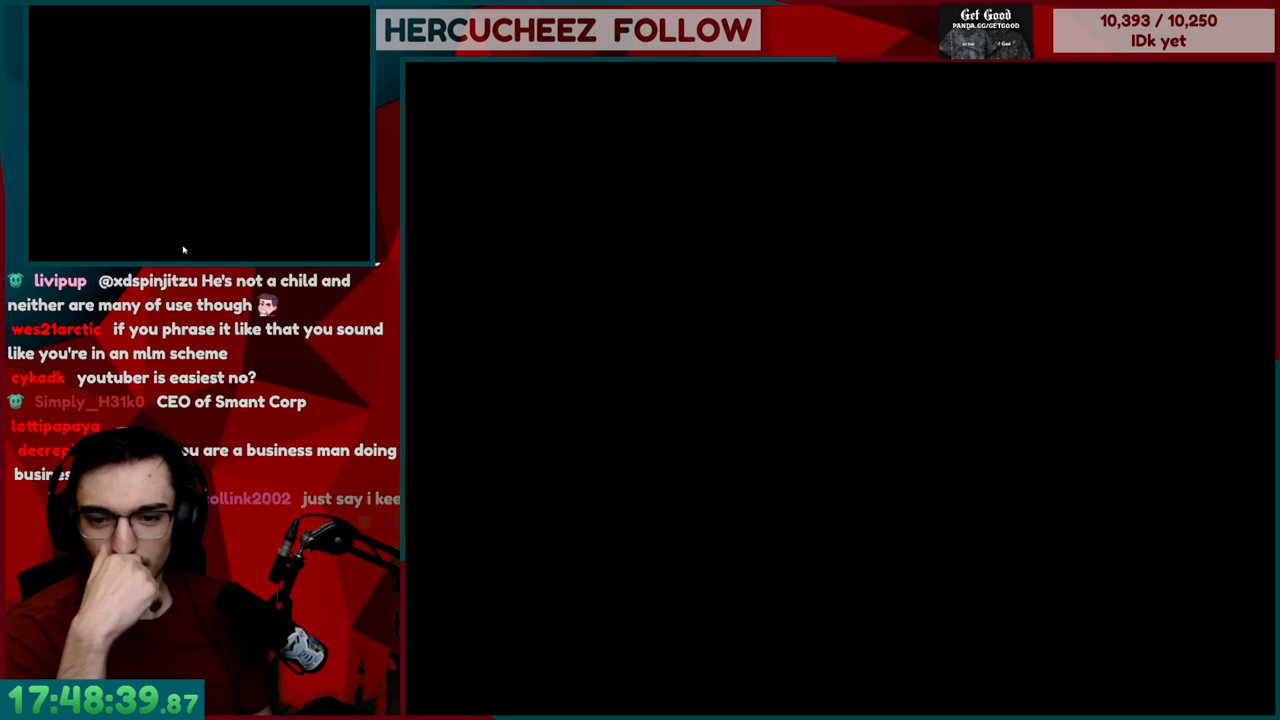 HERCUCHEEZ FOLLOW
Get Good
PANDA.GG/GETGOOD
10,393 / 10,250
IDk yet
livipup @xdspinjitzu He's not a child and
neither are many of use though
wes21arctic if you phrase it like that you sound
like you're in an mlm scheme
cykadk youtuber is easiest no?
Simply_H31k0 CEO of Smant Corp
lottipapaya
ou are a business man doing
ollink2002 just say i kee
17:48:39.87